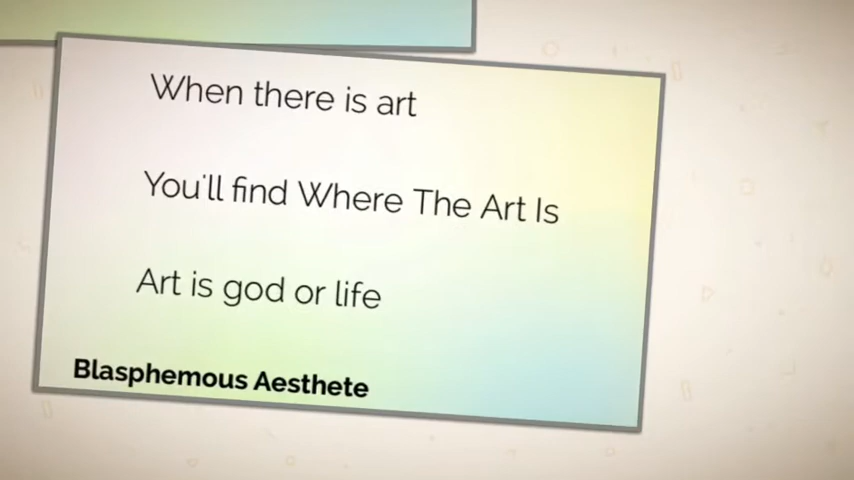 When there is art
You'll find Where The Art Is
Art is god or life
Blasphemous Aesthete